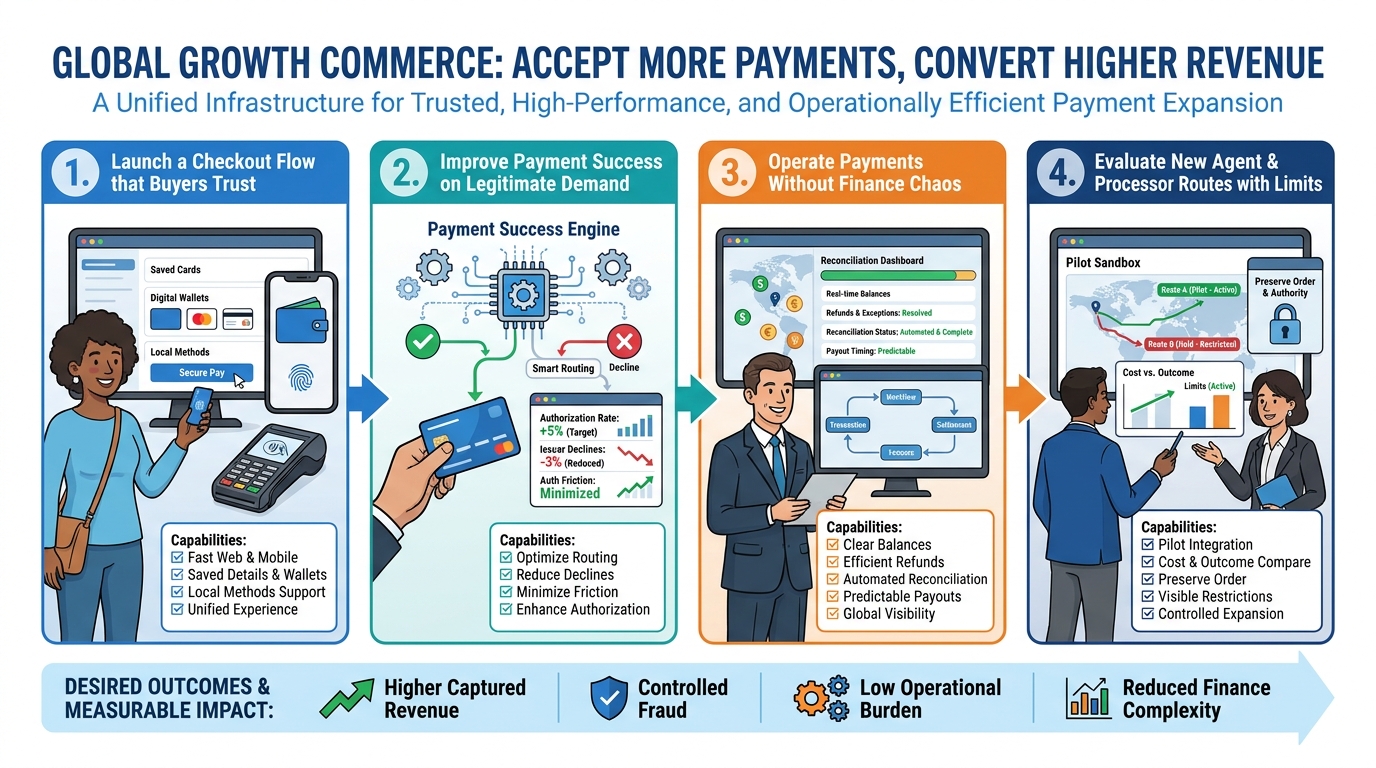 GLOBAL GROWTH COMMERCE: ACCEPT MORE PAYMENTS, CONVERT HIGHER REVENUE
A Unified Infrastructure for Trusted, High-Performance, and Operationally Efficient Payment Expansion
1.
Launch a Checkout Flow
that Buyers Trust
Saved Cards
Digital Wallets
Local Methods
Secure Pay
Capabilities:
Fast Web & Mobile
Saved Details & Wallets
Local Methods Support
Unified Experience
2.
Improve Payment Success
on Legitimate Demand
Payment Success Engine
Smart Routing
Decline
Authorization Rate:
+5% (Target)
Issuer Declines:
-3% (Reduced)
Auth Friction:
Minimized
Capabilities:
Optimize Routing
Reduce Declines
Minimize Friction
Enhance Authorization
3.
Operate Payments
Without Finance Chaos
Reconciliation Dashboard
Real-time Balances
Refunds & Exceptions: Resolved
Reconciliation Status: Automated & Complete
Payout Timing: Predictable
$
$
$
€
€
Capabilities:
Clear Balances
Efficient Refunds
Automated Reconciliation
Predictable Payouts
Global Visibility
4.
Evaluate New Agent &
Processor Routes with Limits
Pilot Sandbox
Preserve Order
& Authority
Cost vs. Outcome
Limits (Active)
Capabilities:
Pilot Integration
Cost & Outcome Compare
Preserve Order
Visible Restrictions
Controlled Expansion
DESIRED OUTCOMES &
MEASURABLE IMPACT:
Higher Captured
Revenue
Controlled
Fraud
Low Operational
Burden
Reduced Finance
Complexity